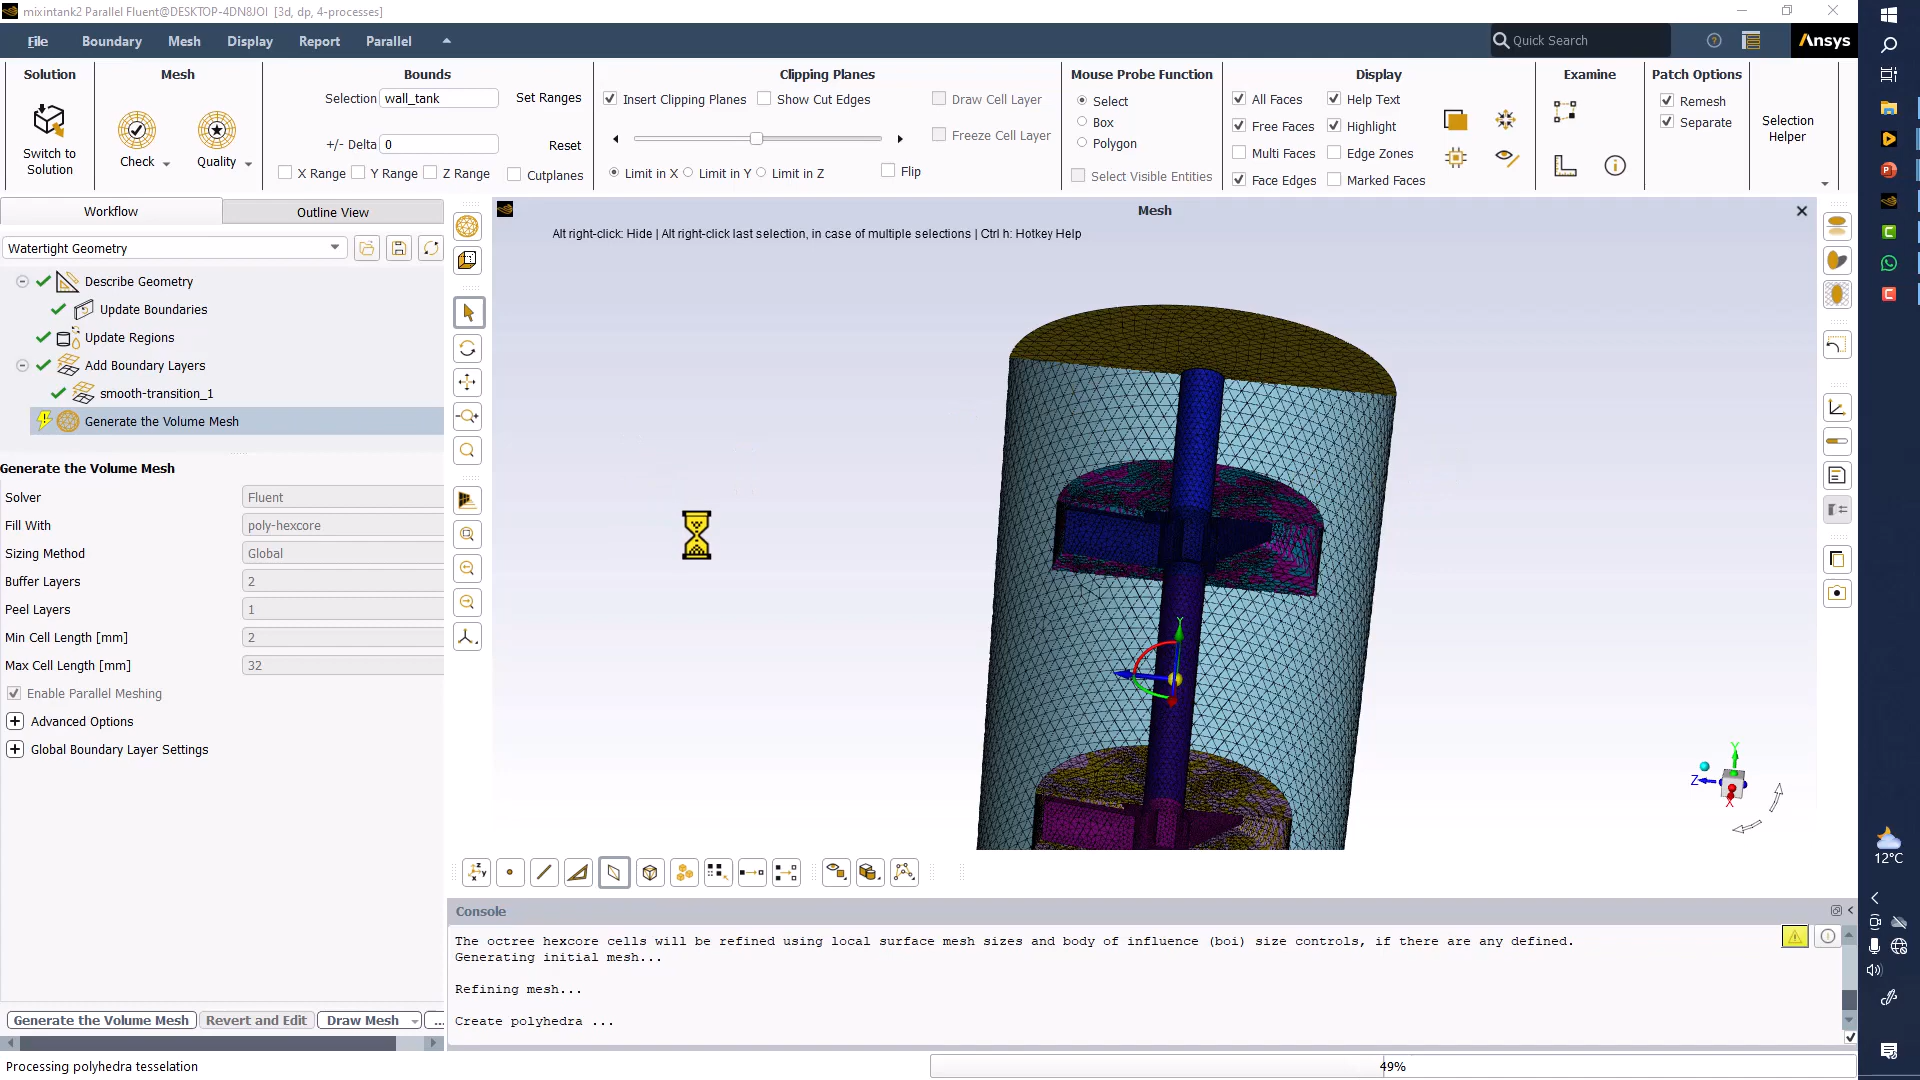 mixintank2 Parallel Fluent@DESKTOP-4DN8JOI [3d, dp, 4-processes]
File Boundary Mesh Display Report Parallel Quick Search Ansys
Solution Mesh Bounds Clipping Planes Mouse Probe Function Display Examine Patch Options
Selection wall_tank Set Ranges
Insert Clipping Planes Show Cut Edges Draw Cell Layer
Select
All Faces Help Text
Remesh
Box
Free Faces Highlight
Separate
Selection Helper
+/- Delta 0 Reset
Freeze Cell Layer
Polygon
Switch to Solution
Check Quality
Multi Faces Edge Zones
X Range Y Range Z Range Cutplanes
Limit in X Limit in Y Limit in Z Flip
Select Visible Entities
Face Edges Marked Faces
Workflow Outline View
Mesh
Alt right-click: Hide | Alt right-click last selection, in case of multiple selections | Ctrl h: Hotkey Help
Watertight Geometry
Describe Geometry
Update Boundaries
Update Regions
Add Boundary Layers
smooth-transition_1
Generate the Volume Mesh
Generate the Volume Mesh
Solver Fluent
Fill With poly-hexcore
Sizing Method Global
Buffer Layers 2
Peel Layers 1
Min Cell Length [mm] 2
Max Cell Length [mm] 32
Enable Parallel Meshing
Advanced Options
Global Boundary Layer Settings
Y
Y
Z
X
12°C
Console
The octree hexcore cells will be refined using local surface mesh sizes and body of influence (boi) size controls, if there are any defined.
Generating initial mesh...
Refining mesh...
Create polyhedra ...
Generate the Volume Mesh Revert and Edit Draw Mesh ...
Processing polyhedra tesselation
49%